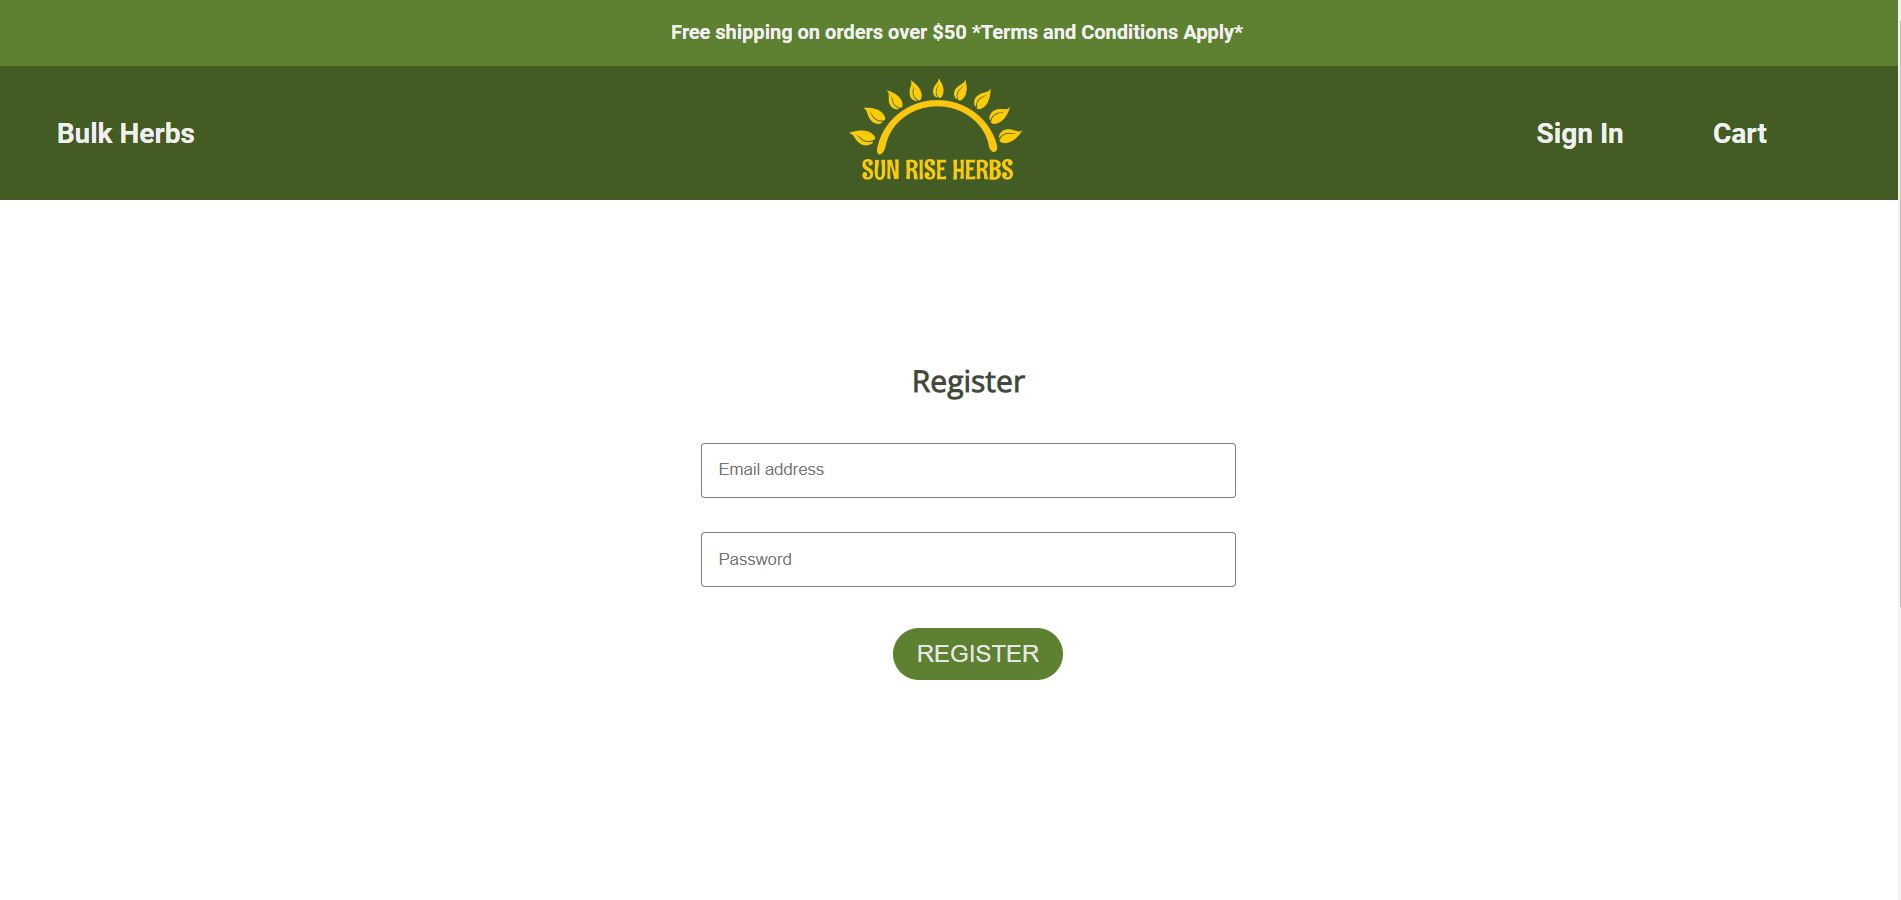 Free shipping on orders over $50 *Terms and Conditions Apply*
Bulk Herbs
SUN RISE HERBS
Sign In
Cart
Register
Email address
Password
REGISTER